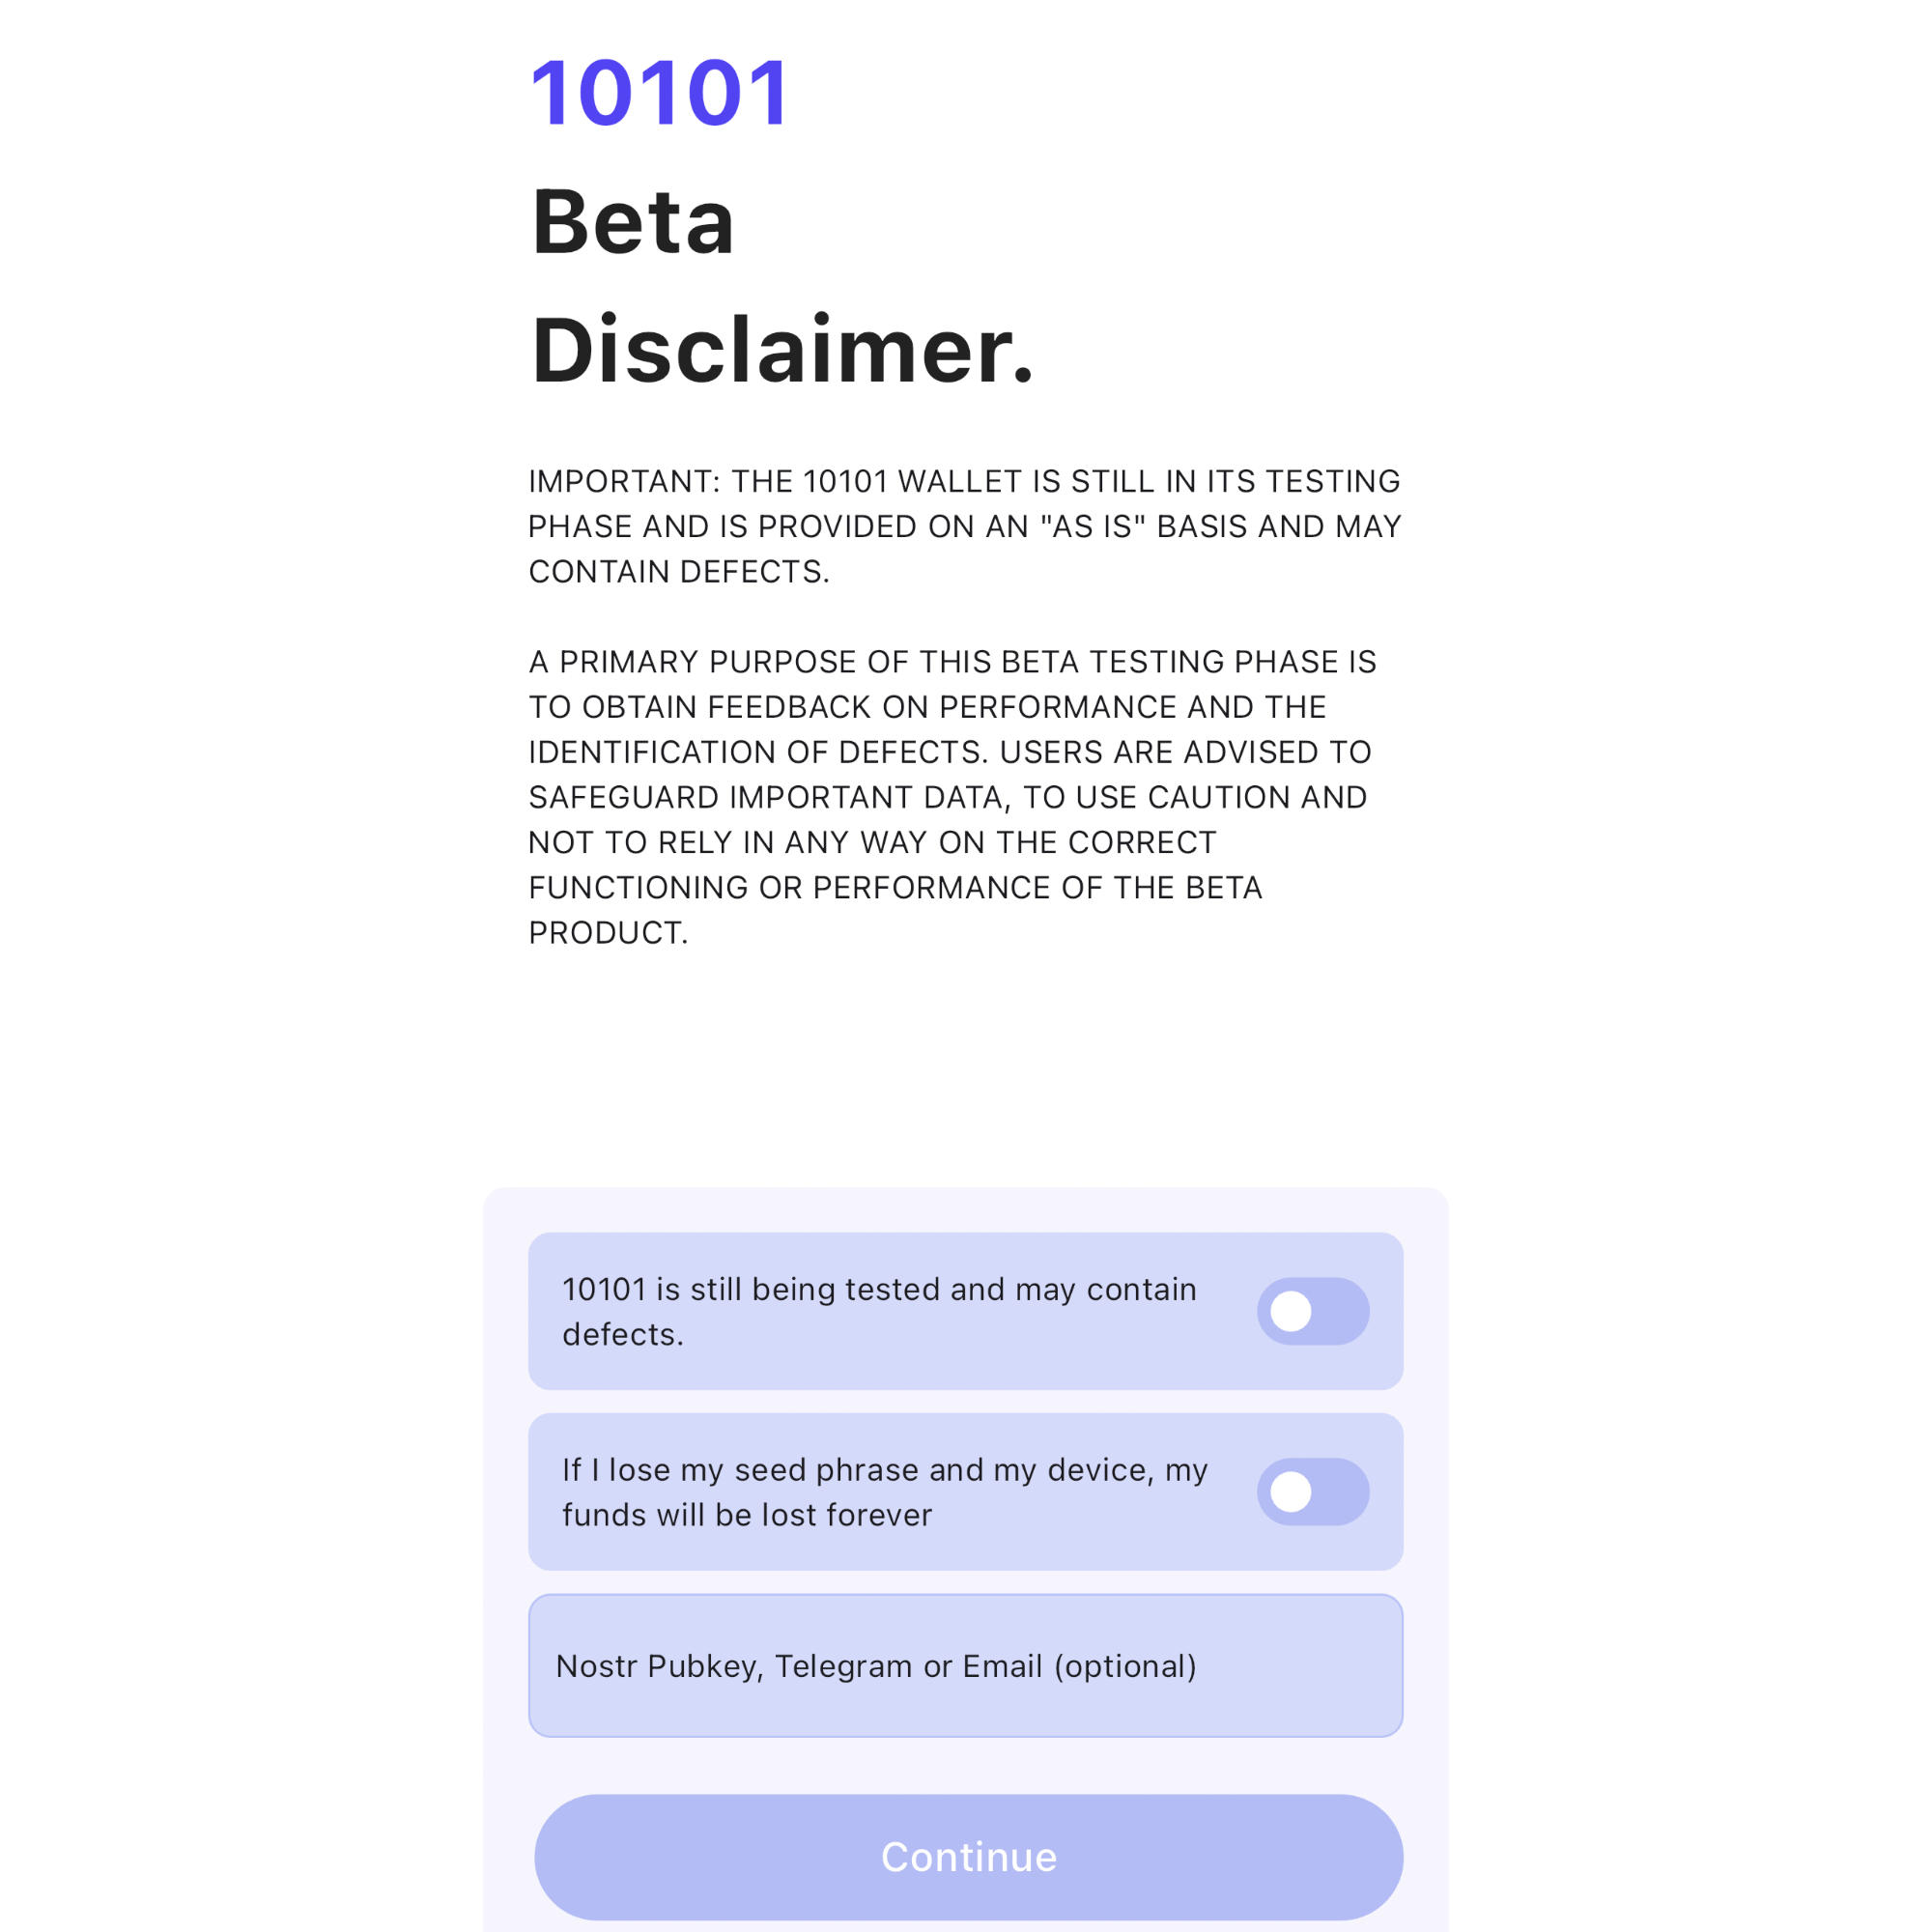 10101
Beta
Disclaimer.
IMPORTANT: THE 10101 WALLET IS STILL IN ITS TESTING
PHASE AND IS PROVIDED ON AN "AS IS" BASIS AND MAY
CONTAIN DEFECTS.
A PRIMARY PURPOSE OF THIS BETA TESTING PHASE IS
TO OBTAIN FEEDBACK ON PERFORMANCE AND THE
IDENTIFICATION OF DEFECTS. USERS ARE ADVISED TO
SAFEGUARD IMPORTANT DATA, TO USE CAUTION AND
NOT TO RELY IN ANY WAY ON THE CORRECT
FUNCTIONING OR PERFORMANCE OF THE BETA
PRODUCT.
10101 is still being tested and may contain
defects.
If I lose my seed phrase and my device, my
funds will be lost forever
Nostr Pubkey, Telegram or Email (optional)
Continue